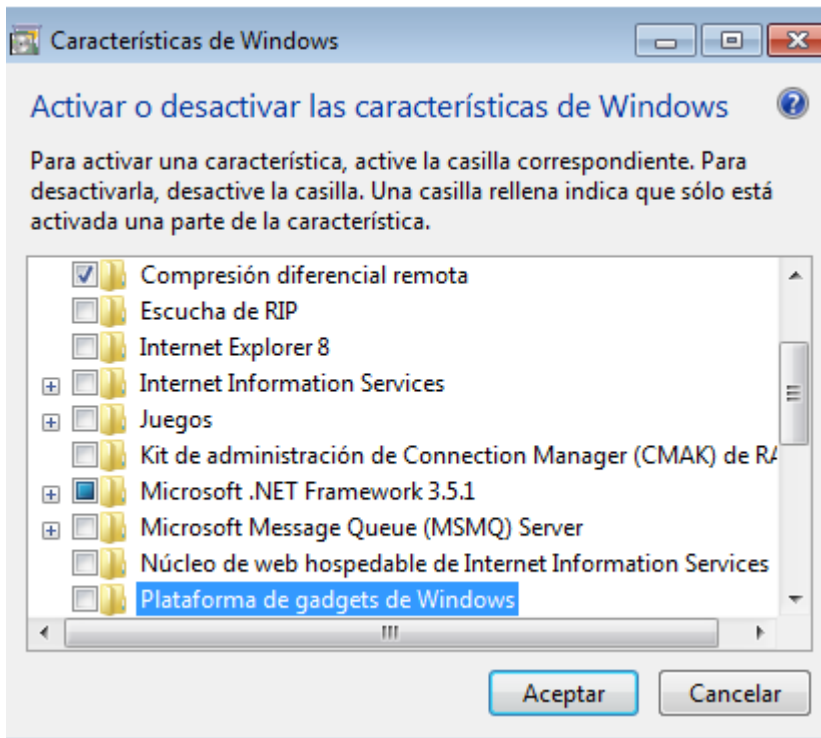 Características de Windows
Activar o desactivar las características de Windows
Para activar una característica, active la casilla correspondiente. Para
desactivarla, desactive la casilla. Una casilla rellena indica que sólo está
activada una parte de la característica.
Compresión diferencial remota
Escucha de RIP
Internet Explorer 8
Internet Information Services
Juegos
Kit de administración de Connection Manager (CMAK) de
Microsoft .NET Framework 3.5.1
Microsoft Message Queue (MSMQ) Server
Núcleo de web hospedable de Internet Information Services
Plataforma de gadgets de Windows
Aceptar
Cancelar